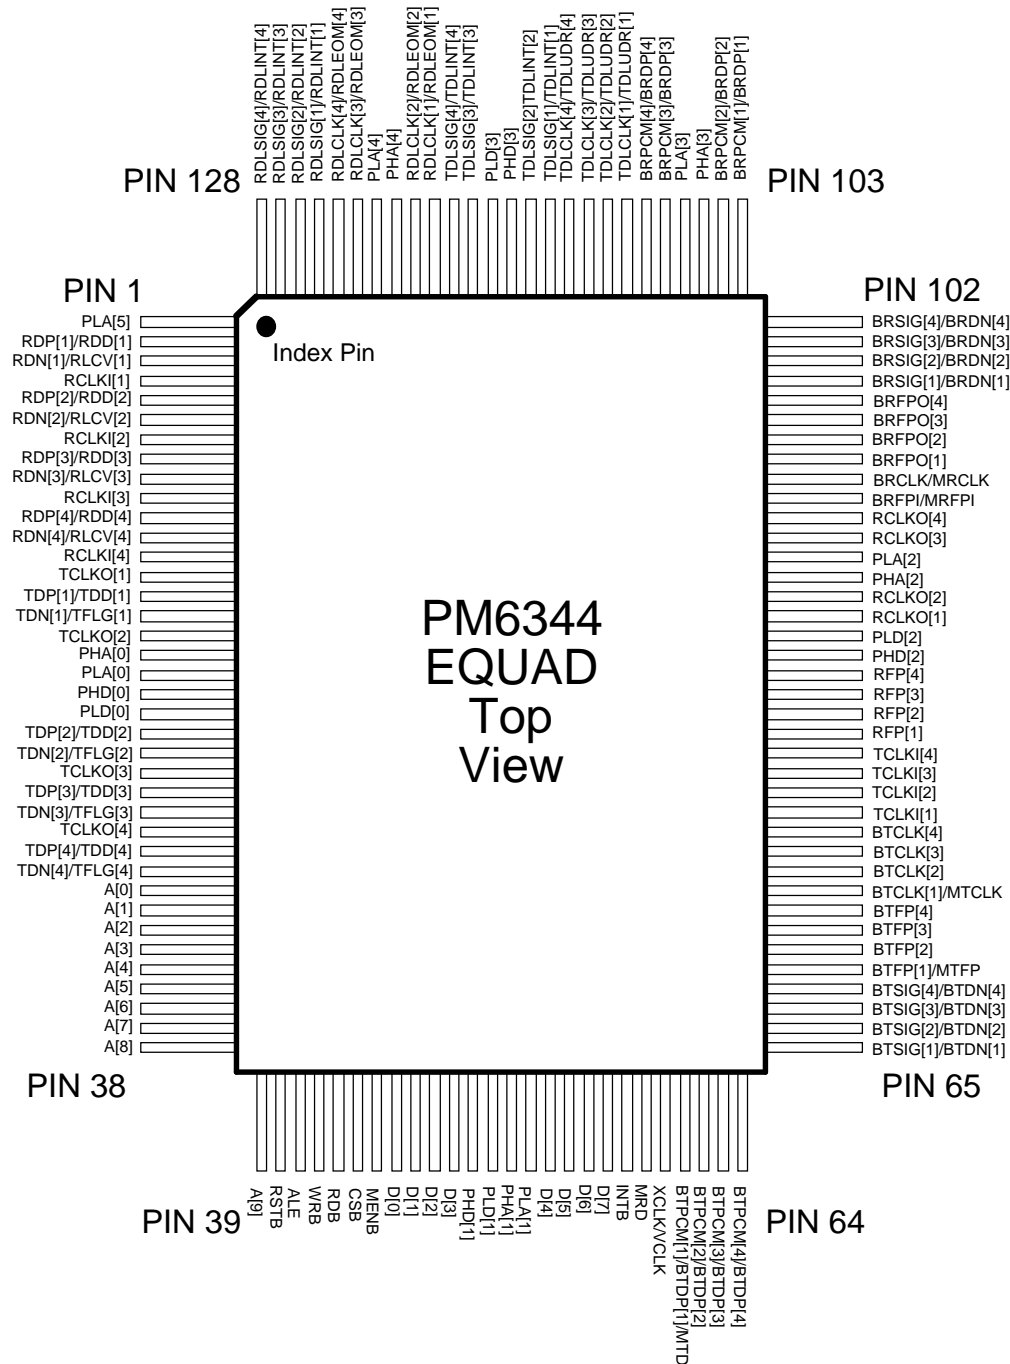 RDLSIG[4]/RDLINT[4]
RDLSIG[3]/RDLINT[3]
RDLSIG[2]/RDLINT[2]
RDLSIG[1]/RDLINT[1]
RDLCLK[4]/RDLEOM[4]
RDLCLK[3]/RDLEOM[3]
PLA[4]
PHA[4]
RDLCLK[2]/RDLEOM[2]
RDLCLK[1]/RDLEOM[1]
TDLSIG[4]/TDLINT[4]
TDLSIG[3]/TDLINT[3]
PLD[3]
PHD[3]
TDLSIG[2]TDLINT[2]
TDLSIG[1]/TDLINT[1]
TDLCLK[4]/TDLUDR[4]
TDLCLK[3]/TDLUDR[3]
TDLCLK[2]/TDLUDR[2]
TDLCLK[1]/TDLUDR[1]
BRPCM[4]/BRDP[4]
BRPCM[3]/BRDP[3]
PLA[3]
PHA[3]
BRPCM[2]/BRDP[2]
BRPCM[1]/BRDP[1]
PIN 128
PIN 103
PIN 1
PIN 102
PLA[5]
RDP[1]/RDD[1]
RDN[1]/RLCV[1]
RCLKI[1]
RDP[2]/RDD[2]
RDN[2]/RLCV[2]
RCLKI[2]
RDP[3]/RDD[3]
RDN[3]/RLCV[3]
RCLKI[3]
RDP[4]/RDD[4]
RDN[4]/RLCV[4]
RCLKI[4]
TCLKO[1]
TDP[1]/TDD[1]
TDN[1]/TFLG[1]
TCLKO[2]
PHA[0]
PLA[0]
PHD[0]
PLD[0]
TDP[2]/TDD[2]
TDN[2]/TFLG[2]
TCLKO[3]
TDP[3]/TDD[3]
TDN[3]/TFLG[3]
TCLKO[4]
TDP[4]/TDD[4]
TDN[4]/TFLG[4]
A[0]
A[1]
A[2]
A[3]
A[4]
A[5]
A[6]
A[7]
A[8]
Index Pin
PM6344
EQUAD
Top
View
BRSIG[4]/BRDN[4]
BRSIG[3]/BRDN[3]
BRSIG[2]/BRDN[2]
BRSIG[1]/BRDN[1]
BRFPO[4]
BRFPO[3]
BRFPO[2]
BRFPO[1]
BRCLK/MRCLK
BRFPI/MRFPI
RCLKO[4]
RCLKO[3]
PLA[2]
PHA[2]
RCLKO[2]
RCLKO[1]
PLD[2]
PHD[2]
RFP[4]
RFP[3]
RFP[2]
RFP[1]
TCLKI[4]
TCLKI[3]
TCLKI[2]
TCLKI[1]
BTCLK[4]
BTCLK[3]
BTCLK[2]
BTCLK[1]/MTCLK
BTFP[4]
BTFP[3]
BTFP[2]
BTFP[1]/MTFP
BTSIG[4]/BTDN[4]
BTSIG[3]/BTDN[3]
BTSIG[2]/BTDN[2]
BTSIG[1]/BTDN[1]
PIN 38
PIN 65
PIN 39
PIN 64
A[9]
RSTB
ALE
WRB
RDB
CSB
MENB
D[0]
D[1]
D[2]
D[3]
PHD[1]
PLD[1]
PHA[1]
PLA[1]
D[4]
D[5]
D[6]
D[7]
INTB
MRD
XCLK/VCLK
BTPCM[1]/BTDP[1]/MTD
BTPCM[2]/BTDP[2]
BTPCM[3]/BTDP[3]
BTPCM[4]/BTDP[4]